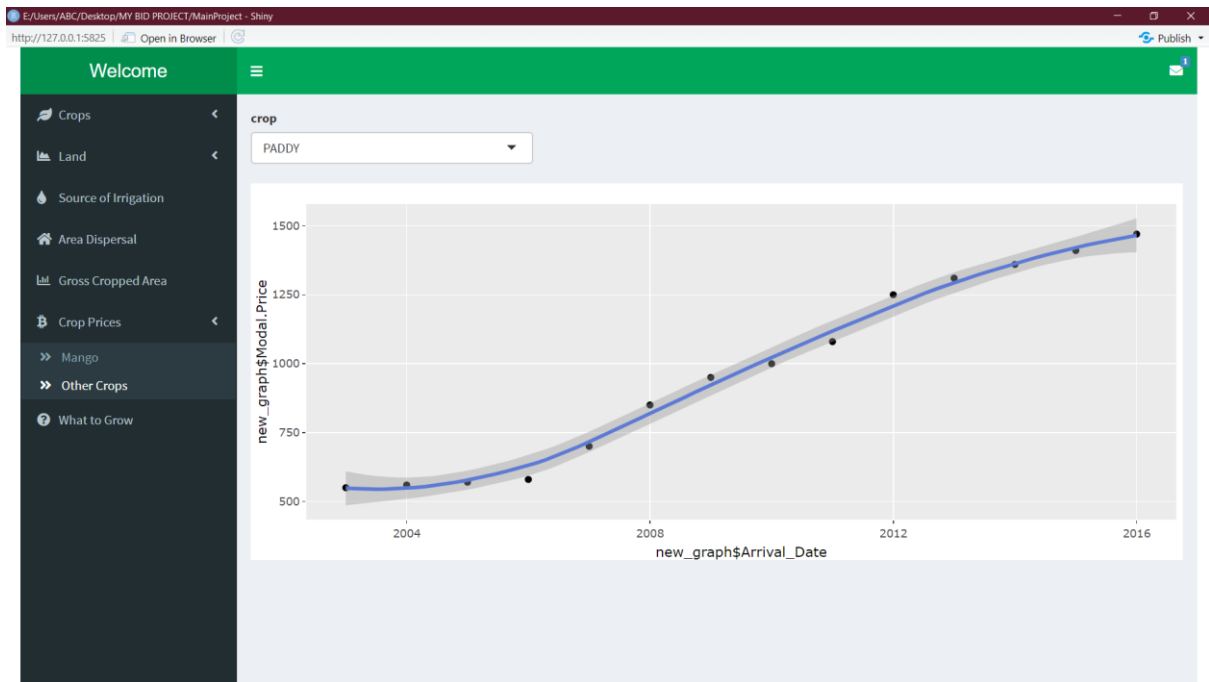 E:/Users/ABC/Desktop/MY BID PROJECT/MainProject - Shiny
http://127.0.0.1:5825 Open in Browser Publish
Welcome
1
Crops
Land
Source of Irrigation
Area Dispersal
Gross Cropped Area
Crop Prices
Mango
Other Crops
What to Grow
crop
PADDY
new_graph$Modal.Price
1500
1250
1000
750
500
2004 2008 2012 2016
new_graph$Arrival_Date